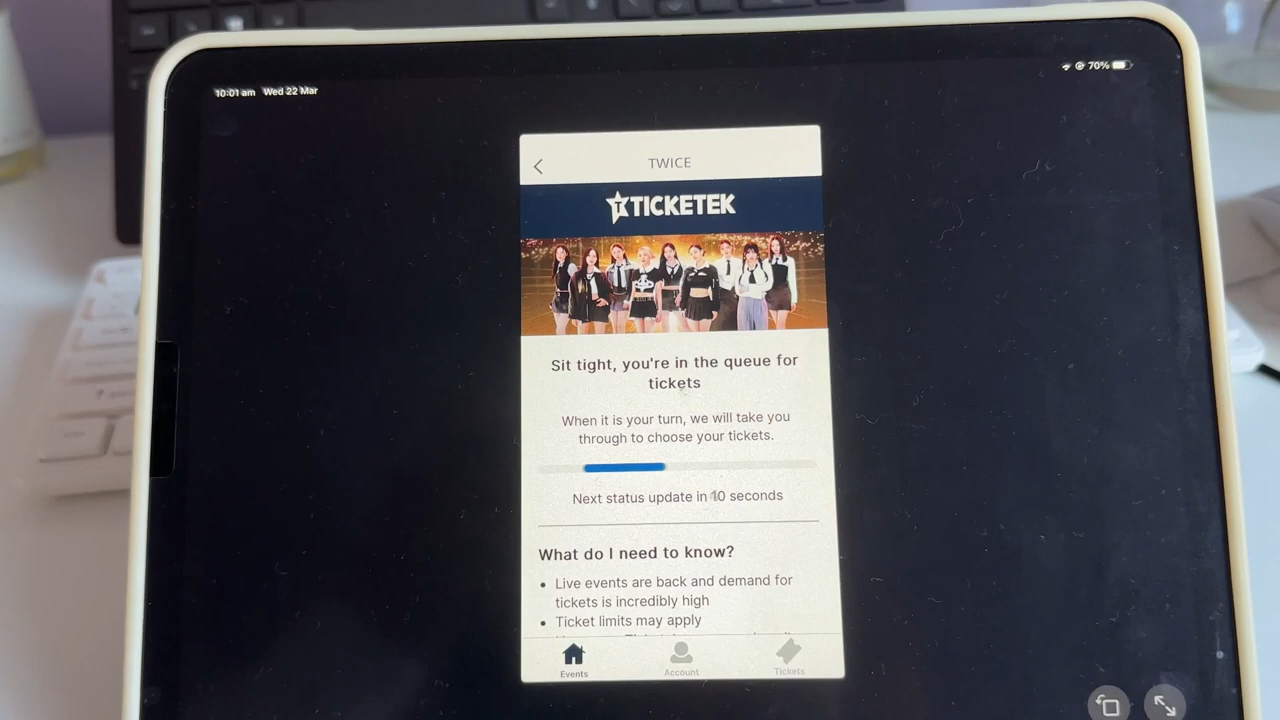 10:01 am Wed 22 Mar
70%
TWICE
TICKETEK
Sit tight, you're in the queue for
tickets
When it is your turn, we will take you
through to choose your tickets.
Next status update in 10 seconds
What do I need to know?
• Live events are back and demand for
tickets is incredibly high
• Ticket limits may apply
Events
Account
Tickets